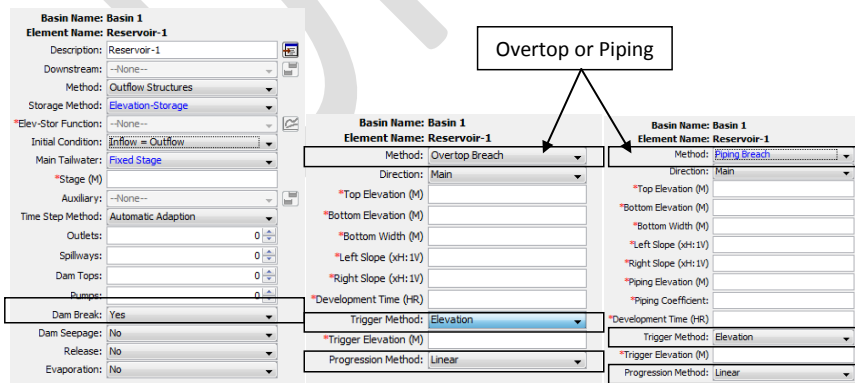 Basin Name: Basin 1
Element Name: Reservoir-1
Description: Reservoir-1
Downstream: --None--
Method: Outflow Structures
Storage Method: Elevation-Storage
*Elev-Stor Function: --None--
Initial Condition: Inflow = Outflow
Main Tailwater: Fixed Stage
*Stage (M)
Auxiliary: --None--
Time Step Method: Automatic Adaption
Outlets: 0
Spillways: 0
Dam Tops: 0
Pumps: 0
Dam Break: Yes
Dam Seepage: No
Release: No
Evaporation: No
Overtop or Piping
Basin Name: Basin 1
Element Name: Reservoir-1
Method: Overtop Breach
Direction: Main
*Top Elevation (M)
*Bottom Elevation (M)
*Bottom Width (M)
*Left Slope (xH:1V)
*Right Slope (xH:1V)
*Development Time (HR)
Trigger Method: Elevation
*Trigger Elevation (M)
Progression Method: Linear
Basin Name: Basin 1
Element Name: Reservoir-1
Method: Piping Breach
Direction: Main
*Top Elevation (M)
*Bottom Elevation (M)
*Bottom Width (M)
*Left Slope (xH:1V)
*Right Slope (xH:1V)
*Piping Elevation (M)
*Piping Coefficient:
*Development Time (HR)
Trigger Method: Elevation
*Trigger Elevation (M)
Progression Method: Linear